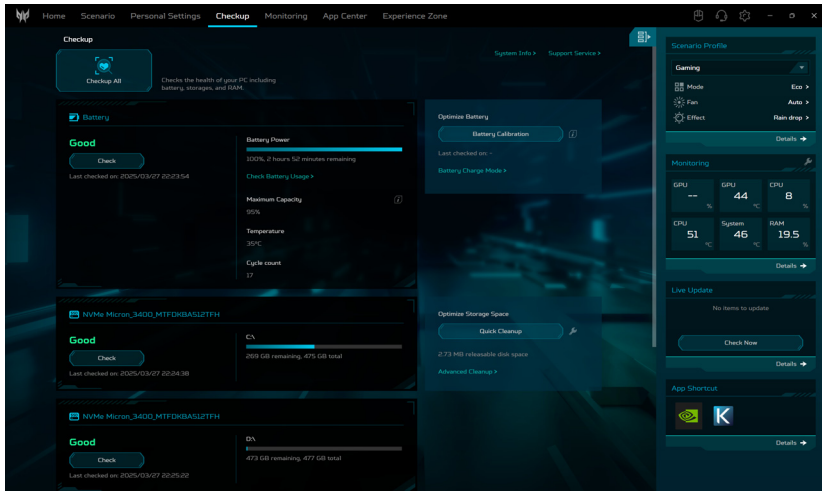 Home Scenario Personal Settings Checkup Monitoring App Center Experience Zone
Checkup
System Info > Support Service >
Checkup All
Checks the health of your PC including
battery, storages, and RAM.
Battery
Good
Check
Last checked on: 2025/03/27 22:23:54
Battery Power
100%, 2 hours 52 minutes remaining
Check Battery Usage >
Maximum Capacity
95%
Temperature
35°C
Cycle count
17
Optimize Battery
Battery Calibration
Last checked on: -
Battery Charge Mode >
NVMe Micron_3400_MTFDKBA512TFH
Good
Check
Last checked on: 2025/03/27 22:24:38
C:\
269 GB remaining, 475 GB total
Optimize Storage Space
Quick Cleanup
2,73 MB releasable disk space
Advanced Cleanup >
NVMe Micron_3400_MTFDKBA512TFH
Good
Check
Last checked on: 2025/03/27 22:25:22
D:\
473 GB remaining, 477 GB total
Scenario Profile
Gaming
Mode Eco >
Fan Auto >
Effect Rain drop >
Details →
Monitoring
GPU GPU CPU
-- 44 8
% °C %
CPU System RAM
51 46 19.5
°C °C %
Details →
Live Update
No items to update
Check Now
Details →
App Shortcut
K
Details →